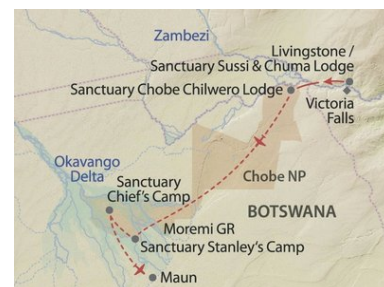 Zambezi
Livingstone /
Sanctuary Sussi & Chuma Lodge
Sanctuary Chobe Chilwero Lodge
Victoria
Falls
Okavango
Delta
Chobe NP
Sanctuary
Chief's Camp
BOTSWANA
Moremi GR
Sanctuary Stanley's Camp
Maun